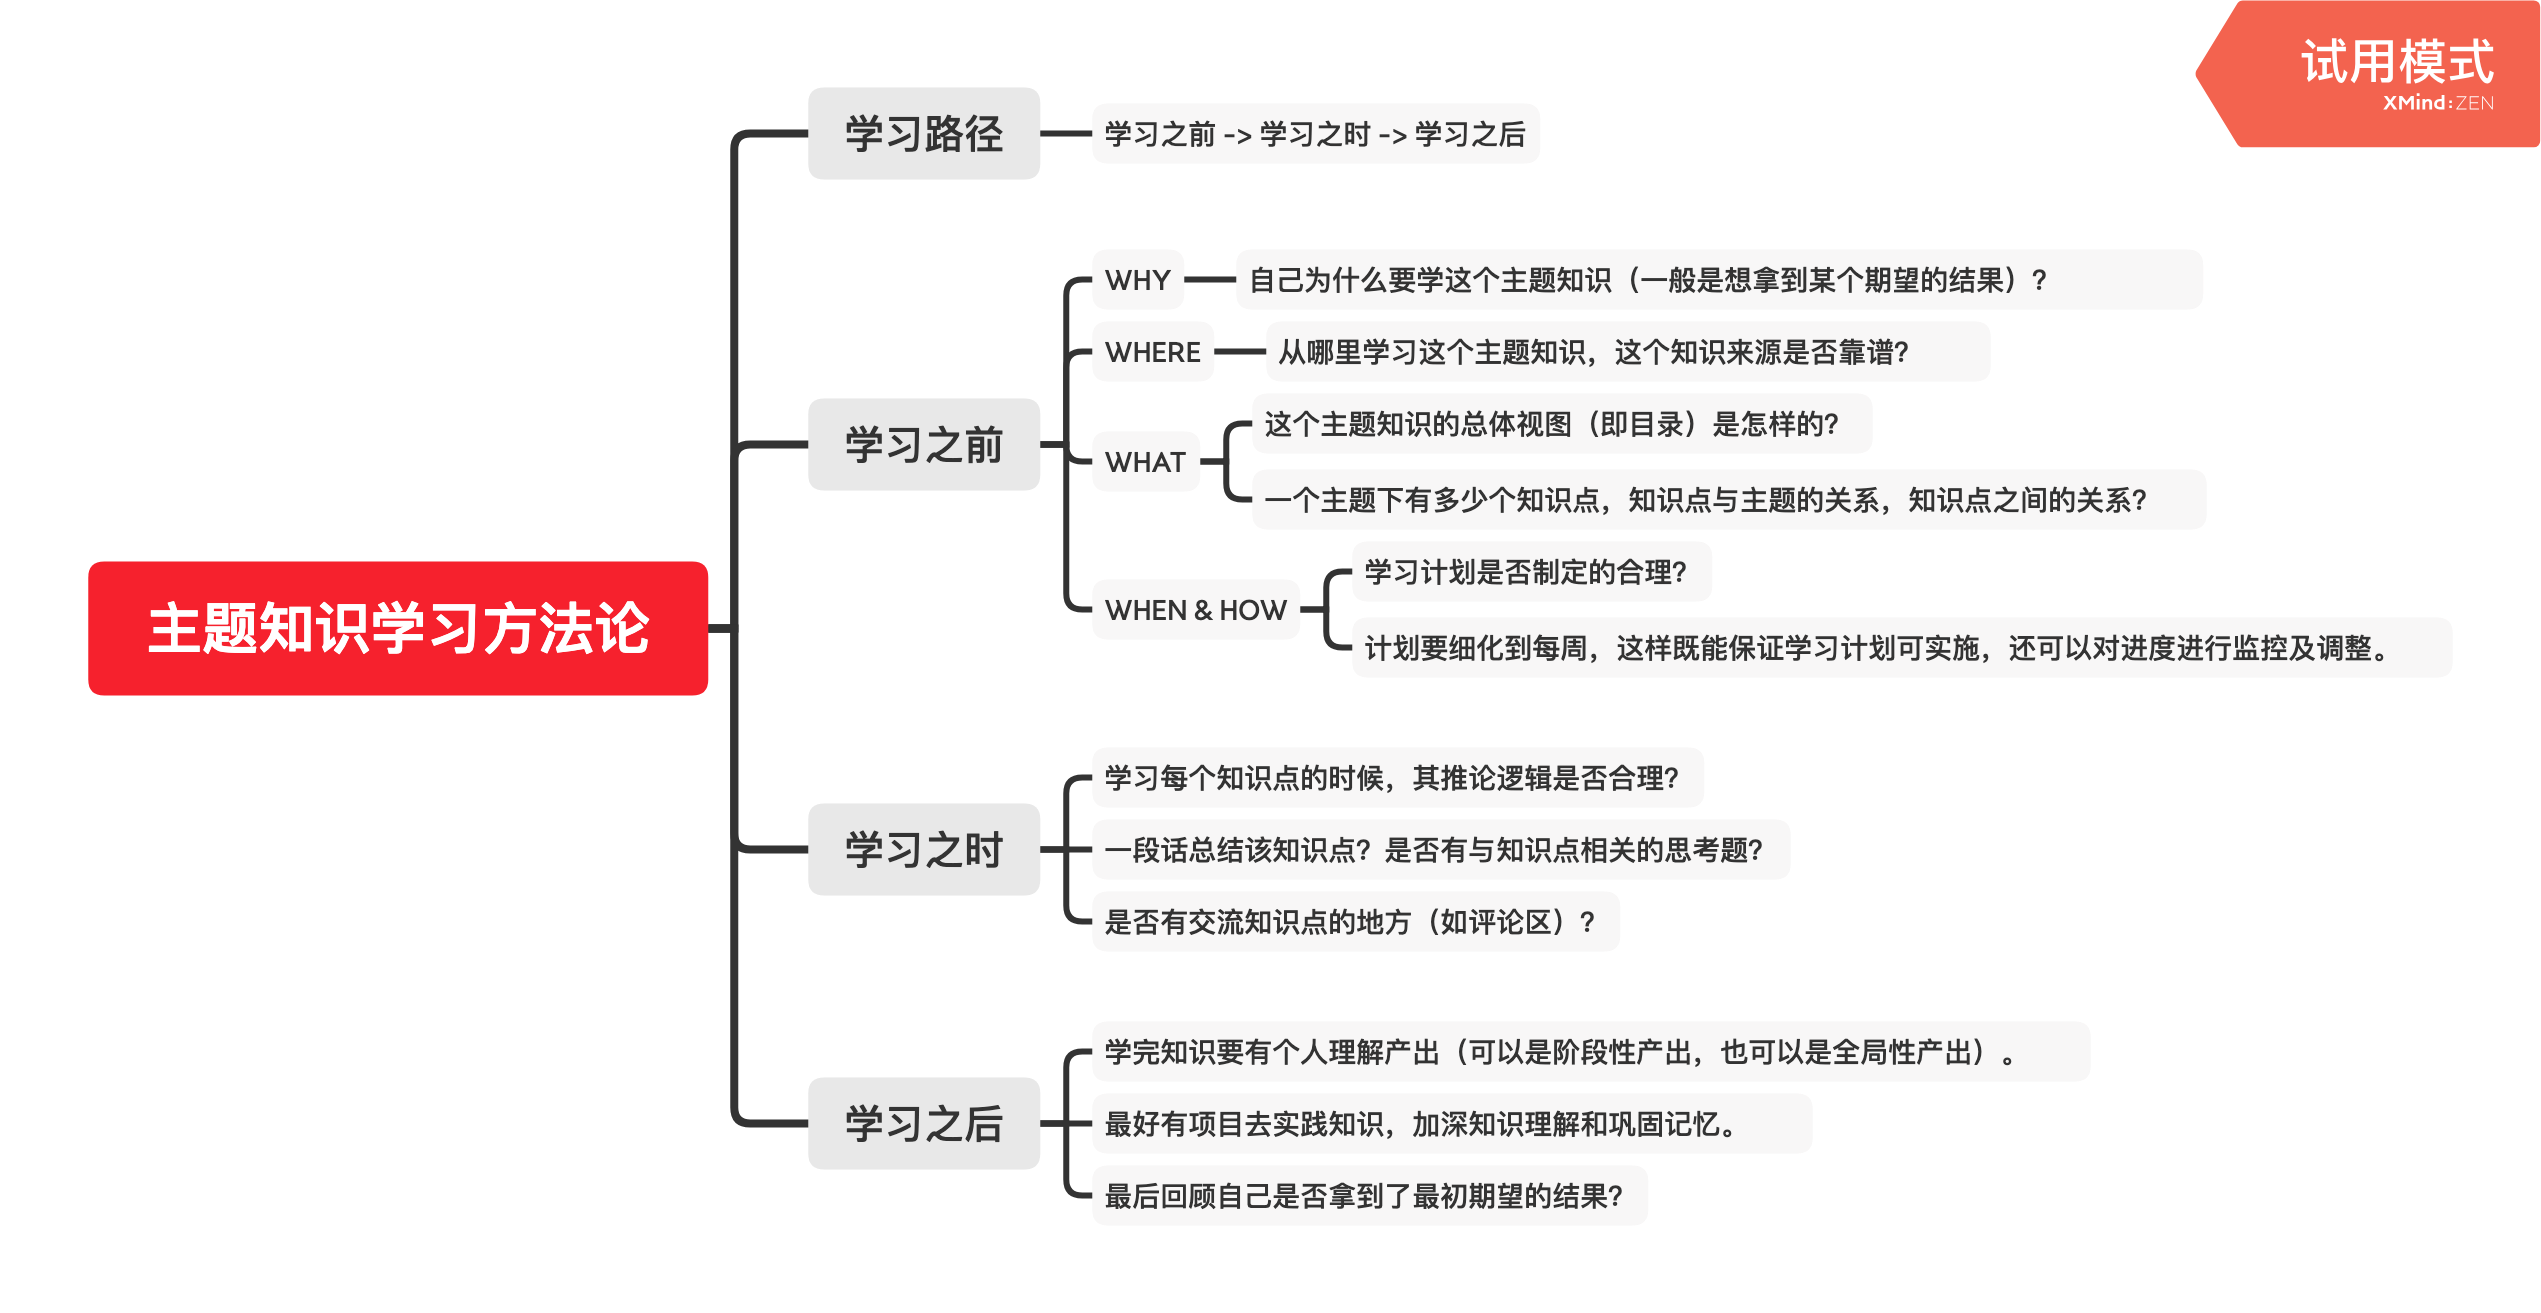 试用模式
XMind:ZEN
主题知识学习方法论
学习路径
学习之前 -> 学习之时 -> 学习之后
学习之前
WHY
自己为什么要学这个主题知识（一般是想拿到某个期望的结果）?
WHERE
从哪里学习这个主题知识，这个知识来源是否靠谱?
WHAT
这个主题知识的总体视图（即目录）是怎样的?
一个主题下有多少个知识点，知识点与主题的关系，知识点之间的关系?
WHEN & HOW
学习计划是否制定的合理?
计划要细化到每周，这样既能保证学习计划可实施，还可以对进度进行监控及调整。
学习之时
学习每个知识点的时候，其推论逻辑是否合理?
一段话总结该知识点? 是否有与知识点相关的思考题?
是否有交流知识点的地方（如评论区）?
学习之后
学完知识要有个人理解产出（可以是阶段性产出，也可以是全局性产出）。
最好有项目去实践知识，加深知识理解和巩固记忆。
最后回顾自己是否拿到了最初期望的结果?